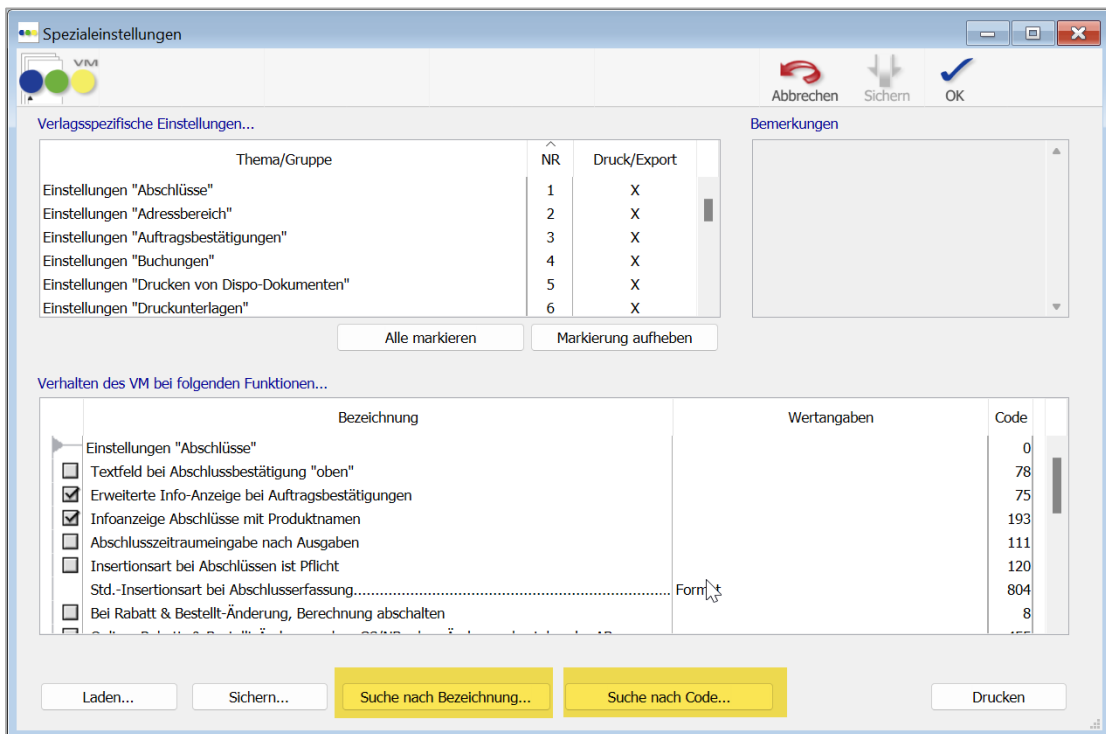 Spezialeinstellungen
VM
Abbrechen Sichern OK
Verlagsspezifische Einstellungen... Bemerkungen
Thema/Gruppe NR Druck/Export
Einstellungen "Abschlüsse" 1 X
Einstellungen "Adressbereich" 2 X
Einstellungen "Auftragsbestätigungen" 3 X
Einstellungen "Buchungen" 4 X
Einstellungen "Drucken von Dispo-Dokumenten" 5 X
Einstellungen "Druckunterlagen" 6 X
Alle markieren Markierung aufheben
Verhalten des VM bei folgenden Funktionen...
Bezeichnung Wertangaben Code
Einstellungen "Abschlüsse" 0
Textfeld bei Abschlussbestätigung "oben" 78
Erweiterte Info-Anzeige bei Auftragsbestätigungen 75
Infoanzeige Abschlüsse mit Produktnamen 193
Abschlusszeitraumeingabe nach Ausgaben 111
Insertionsart bei Abschlüssen ist Pflicht 120
Std.-Insertionsart bei Abschlusserfassung........................................................................ Format 804
Bei Rabatt & Bestellt-Änderung, Berechnung abschalten 8
Laden... Sichern... Suche nach Bezeichnung... Suche nach Code... Drucken